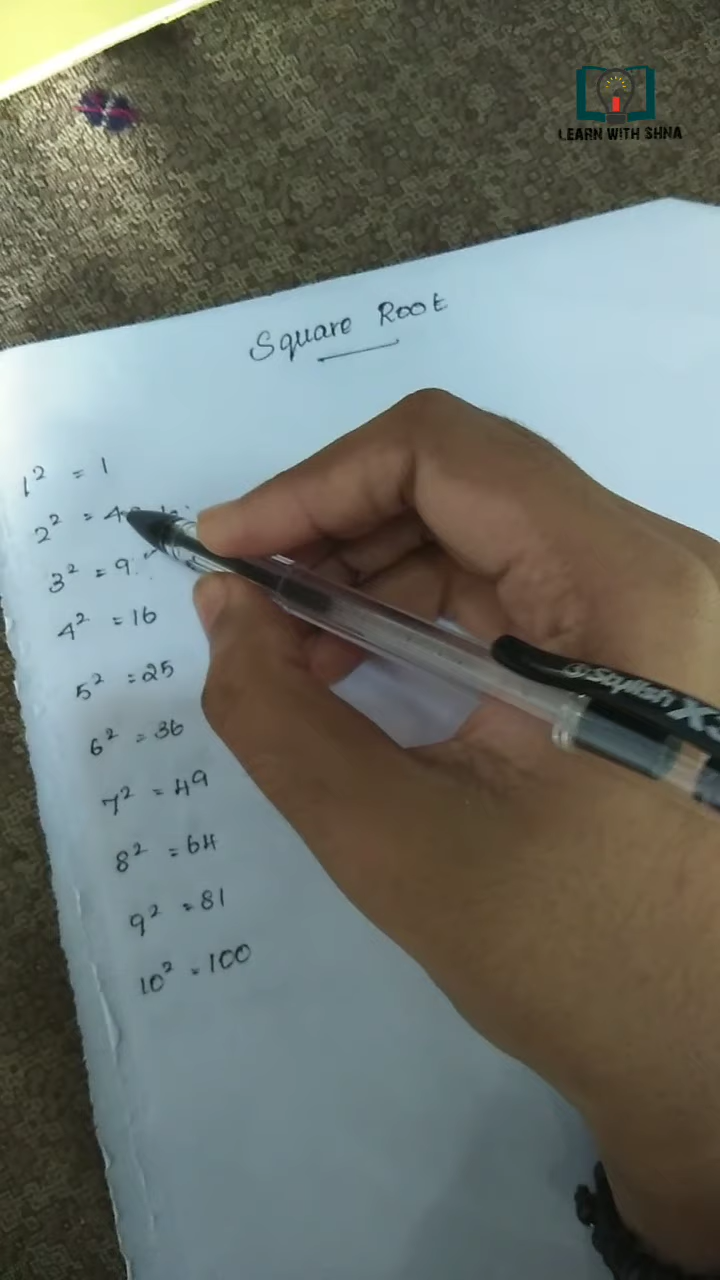 LEARN WITH SHNA
Square Root
1² = 1
2² = 4
3² = 9
4² = 16
5² = 25
6² = 36
7² = 49
8² = 64
9² = 81
10² = 100
Stylish X3